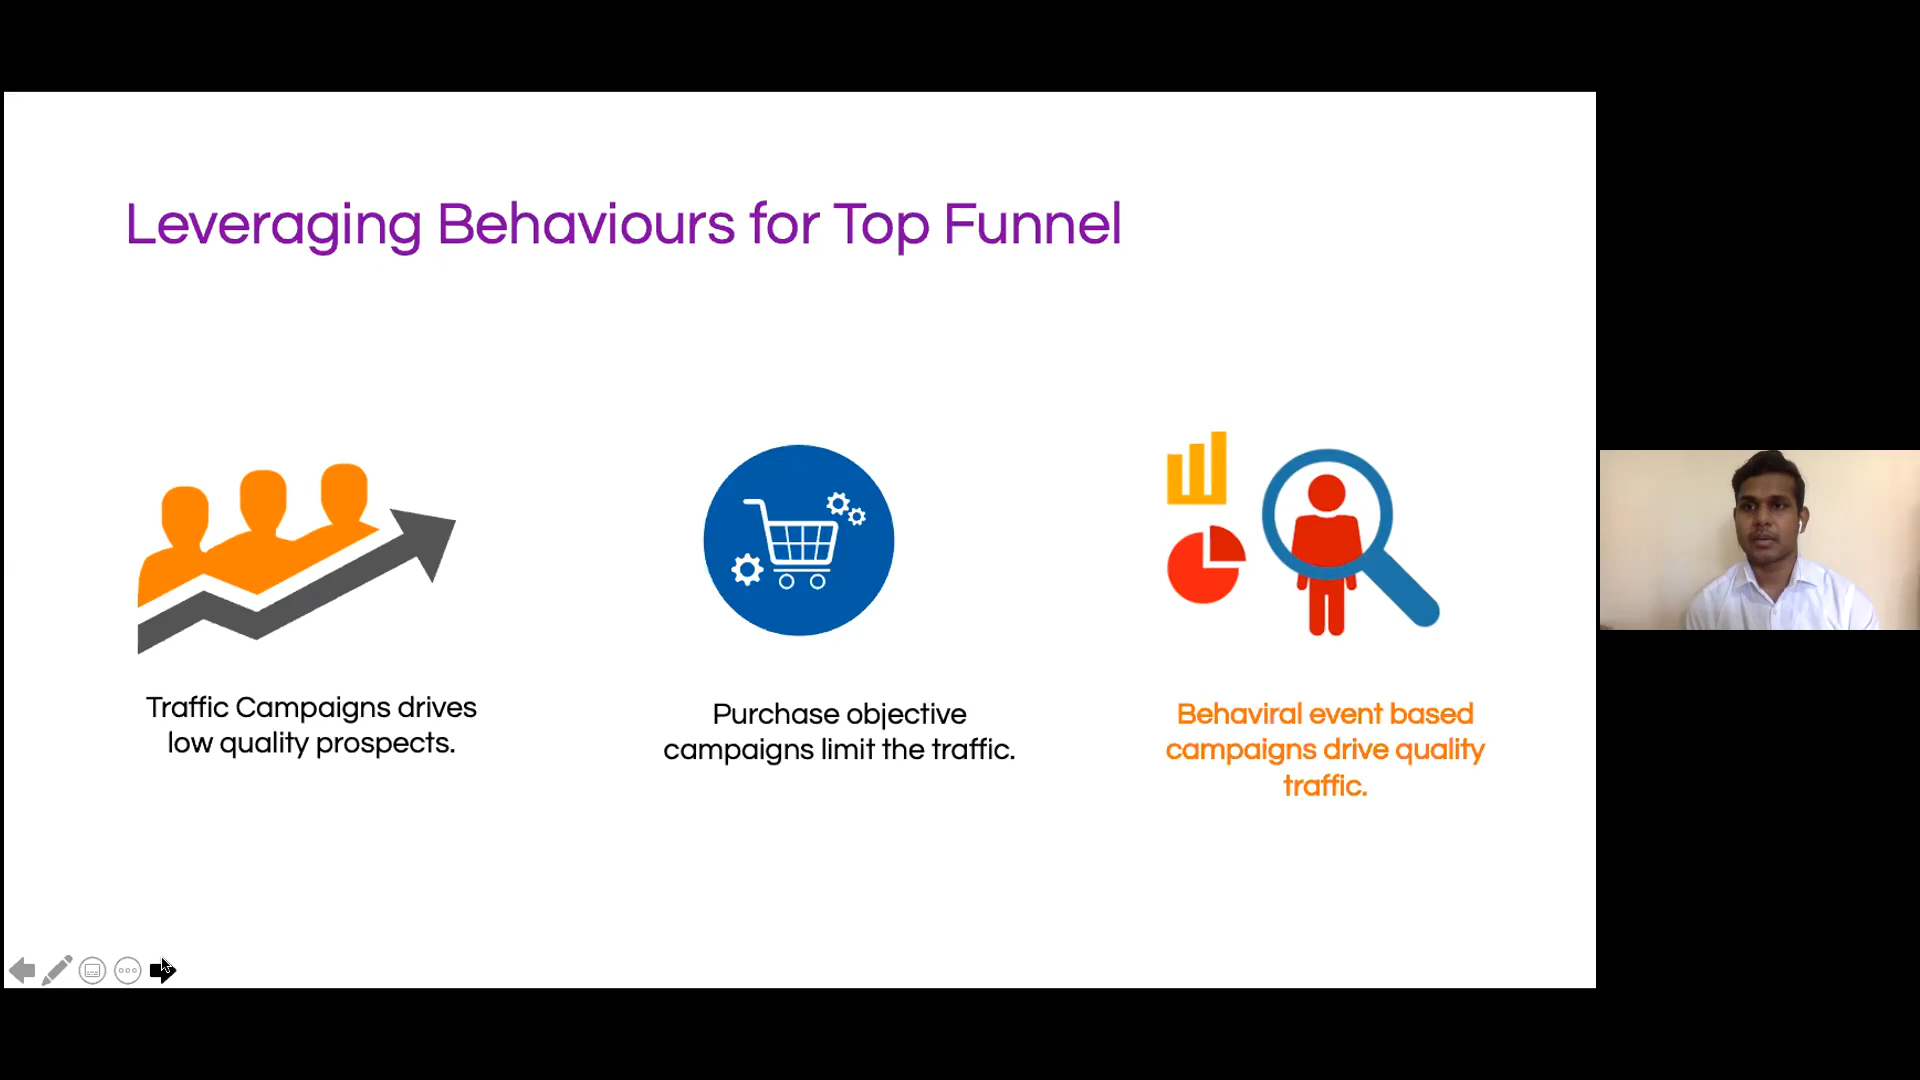 Leveraging Behaviours for Top Funnel
Traffic Campaigns drives
low quality prospects.
Purchase objective
campaigns limit the traffic.
Behaviral event based
campaigns drive quality
traffic.